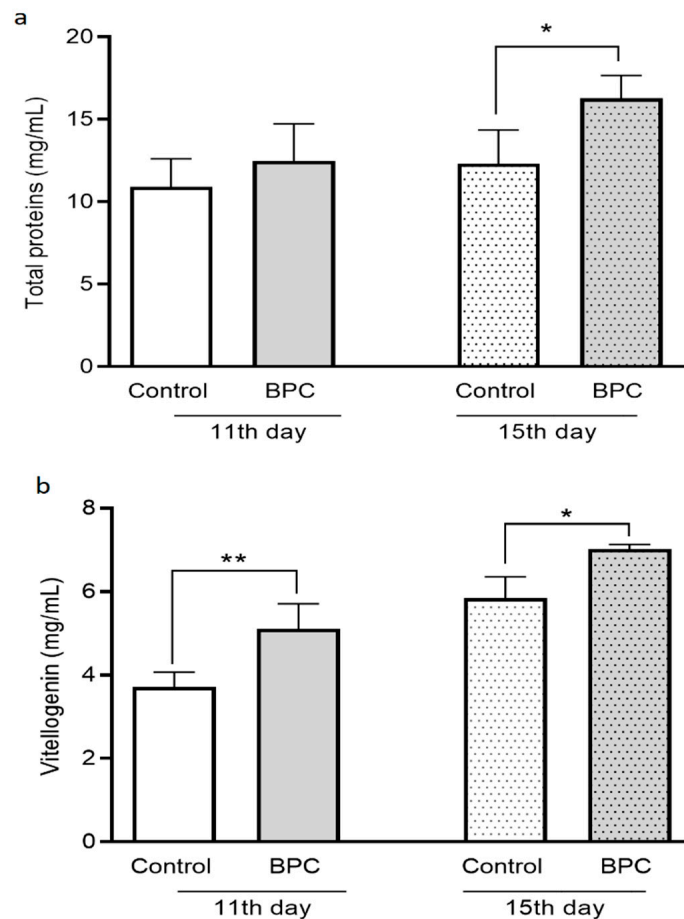 a
Total proteins (mg/mL)
20
15
10
5
0
*
Control BPC Control BPC
11th day 15th day
b
Vitellogenin (mg/mL)
8
6
4
2
0
** *
Control BPC Control BPC
11th day 15th day